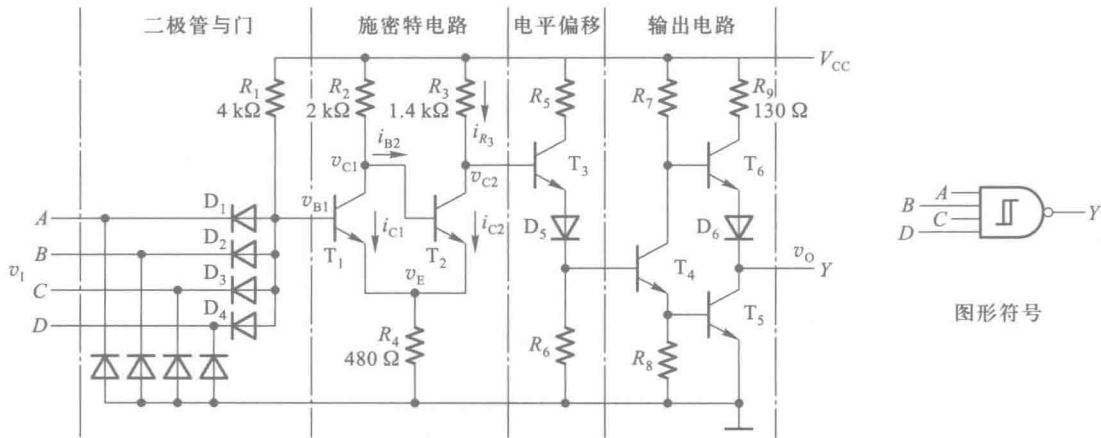 二极管与门 施密特电路 电平偏移 输出电路
V_CC
R_1 4 kΩ
R_2 2 kΩ
R_3 1.4 kΩ
R_5
R_7
R_9 130 Ω
i_B2
i_R3
v_C1
v_C2
T_3
T_6
D_1
A
v_B1
i_C1
i_C2
D_5
D_6
D_2
B
T_1
T_2
v_I
D_3
C
v_E
T_4
v_O
Y
D_4
D
T_5
R_4 480 Ω
R_6
R_8
A
B
C
D
Y
图形符号